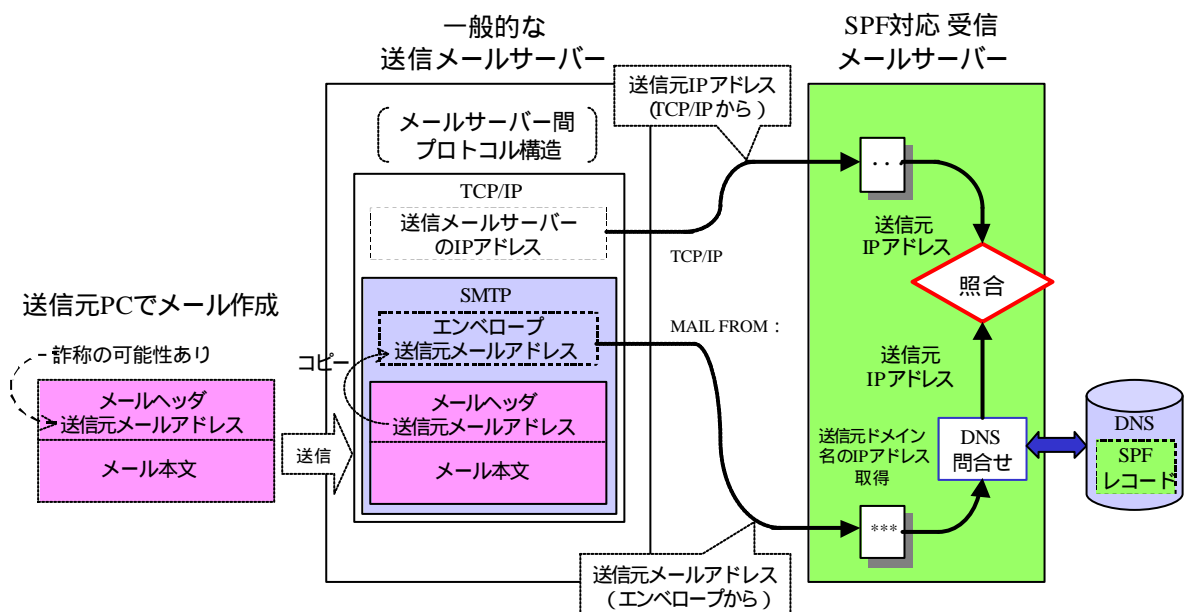 一般的な
送信メールサーバー
SPF対応 受信
メールサーバー
送信元IPアドレス
(TCP/IPから)
メールサーバー間
プロトコル構造
TCP/IP
送信メールサーバー
のIPアドレス
TCP/IP
送信元
IPアドレス
照合
送信元PCでメール作成
詐称の可能性あり
メールヘッダ
送信元メールアドレス
メール本文
送信
コピー
SMTP
エンベロープ
送信元メールアドレス
メールヘッダ
送信元メールアドレス
メール本文
MAIL FROM：
送信元
IPアドレス
送信元ドメイン
名のIPアドレス
取得
DNS
問合せ
DNS
SPF
レコード
***
送信元メールアドレス
(エンベロープから)